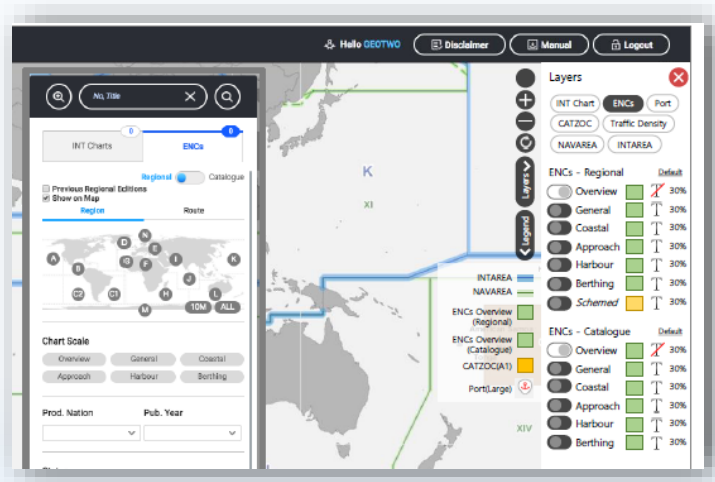 Hello GEOTWO
Disclaimer
Manual
Logout
No, Title
0
0
INT Charts
ENCs
Regional
Catalogue
Previous Regional Editions
Show on Map
Region
Route
N
D
E
A
B
G
F
I
K
J
C2
C1
H
L
M
10M
ALL
Chart Scale
Overview
General
Coastal
Approach
Harbour
Berthing
Prod. Nation
Pub. Year
K
XI
XIV
Layers
Legend
INTAREA
NAVAREA
ENCs Overview
(Regional)
ENCs Overview
(Catalogue)
CATZOC(A1)
Port(Large)
Layers
INT Chart
ENCs
Port
CATZOC
Traffic Density
NAVAREA
INTAREA
ENCs - Regional
Default
Overview T 30%
General T 30%
Coastal T 30%
Approach T 30%
Harbour T 30%
Berthing T 30%
Schemed T 30%
ENCs - Catalogue
Default
Overview T 30%
General T 30%
Coastal T 30%
Approach T 30%
Harbour T 30%
Berthing T 30%